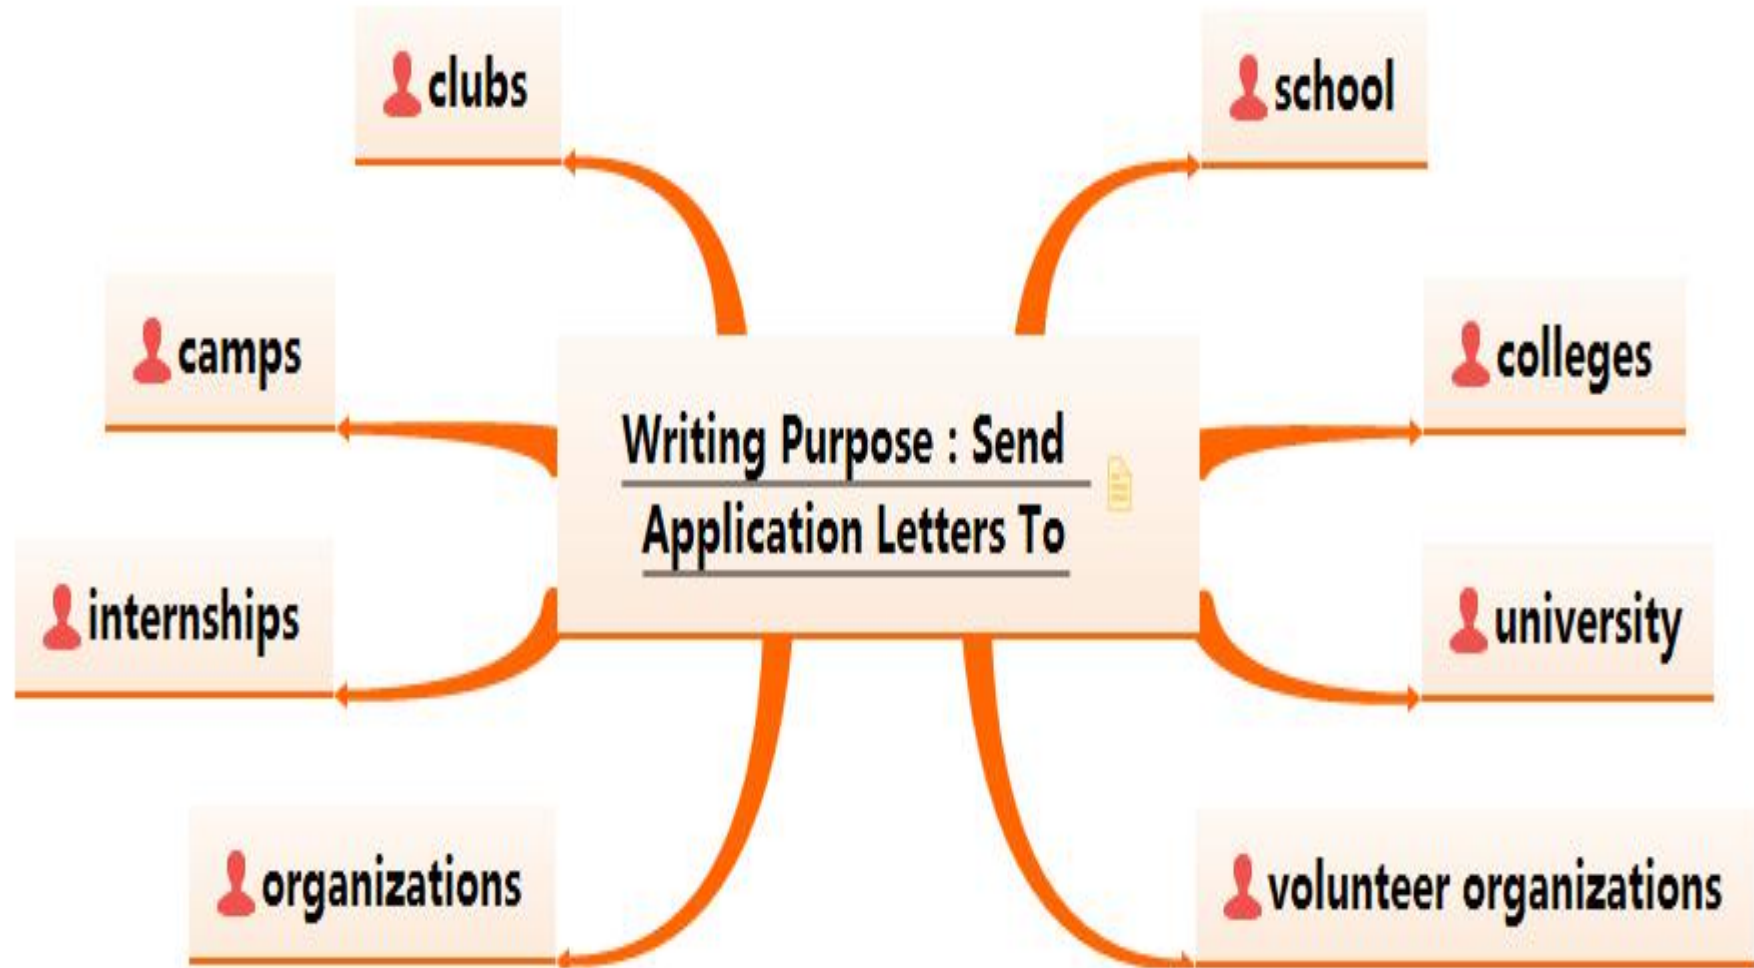 clubs
school
camps
colleges
Writing Purpose : Send
Application Letters To
internships
university
organizations
volunteer organizations